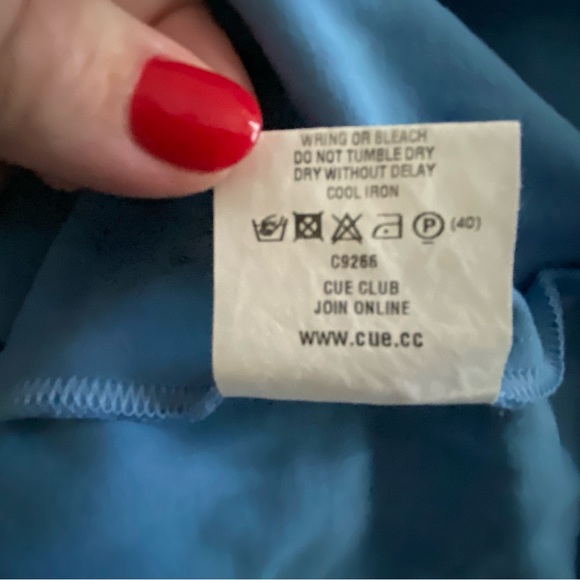 WRING OR BLEACH
DO NOT TUMBLE DRY
DRY WITHOUT DELAY
COOL IRON
P (40)
C9266
CUE CLUB
JOIN ONLINE
www.cue.cc